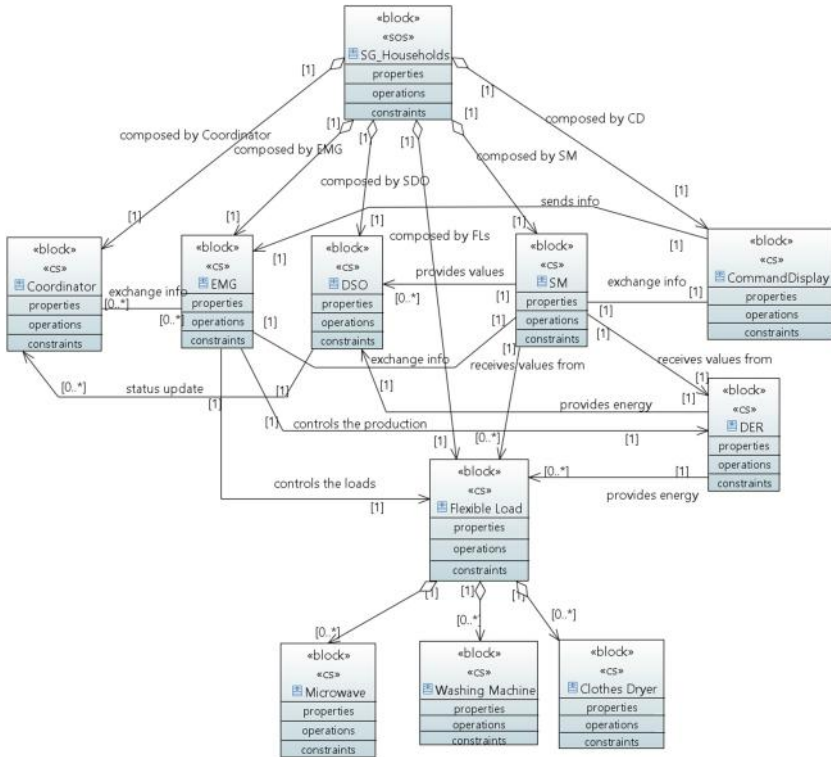 «block»
«sos»
SG_Households
properties
operations
constraints
[1]
[1]
[1]
[1]
[1]
[1]
composed by Coordinator
composed by EMG
composed by SDO
composed by FLs
composed by SM
composed by CD
[1]
[1]
[1]
[1]
[1]
sends info
[1]
[1]
«block»
«cs»
Coordinator
properties
operations
constraints
exchange info
[0..*]
[0..*]
«block»
«cs»
EMG
properties
operations
constraints
«block»
«cs»
DSO
properties
operations
constraints
provides values
[0..*]
[1]
«block»
«cs»
SM
properties
operations
constraints
exchange info
[1]
[1]
«block»
«cs»
CommandDisplay
properties
operations
constraints
[1]
exchange info
[1]
[1]
receives values from
[1]
receives values from
[1]
[0..*]
status update
[1]
[1]
provides energy
[1]
[1]
[1]
controls the production
[1]
[1]
[0..*]
«block»
«cs»
DER
properties
operations
constraints
controls the loads
[1]
[0..*]
[1]
provides energy
«block»
«cs»
Flexible Load
properties
operations
constraints
[1]
[1]
[1]
[0..*]
[0..*]
[0..*]
«block»
«cs»
Microwave
properties
operations
constraints
«block»
«cs»
Washing Machine
properties
operations
constraints
«block»
«cs»
Clothes Dryer
properties
operations
constraints